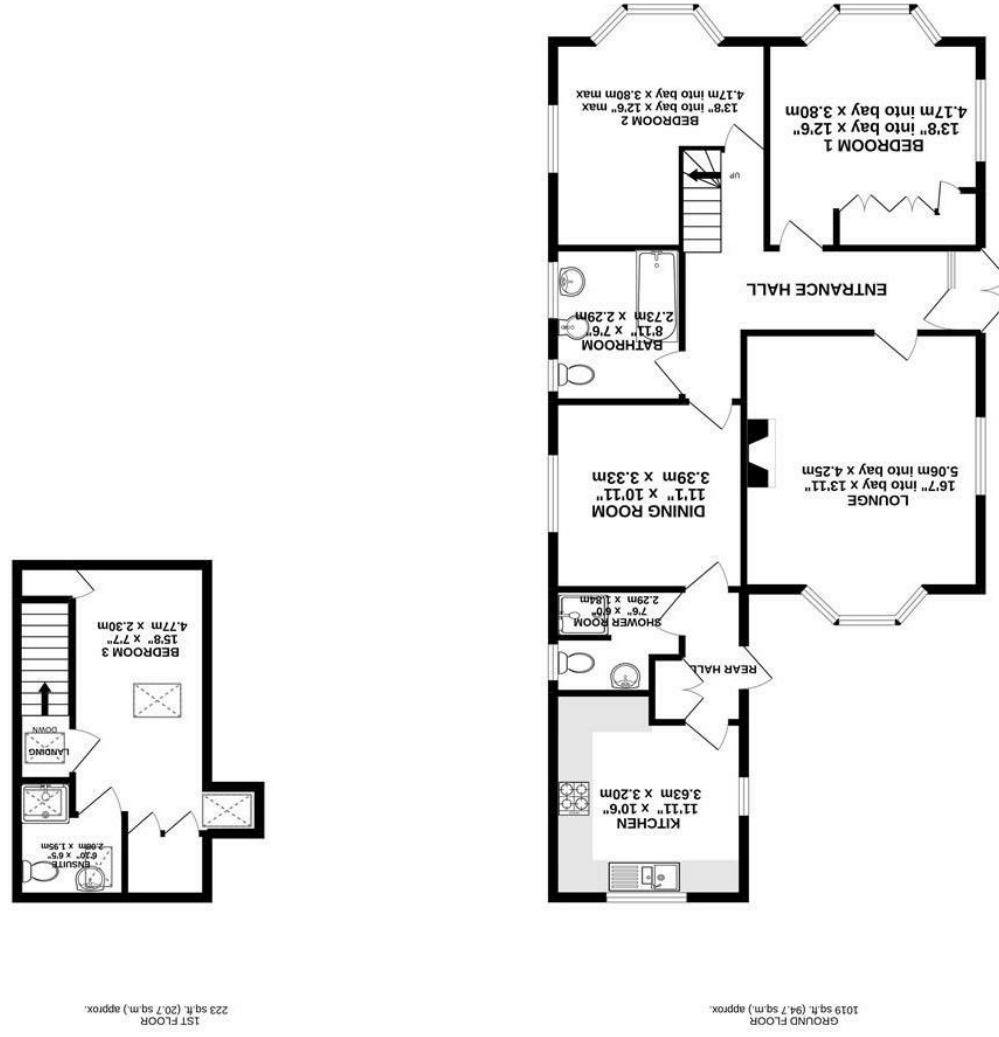 GROUND FLOOR
1019 sq.ft. (94.7 sq.m.) approx.
KITCHEN
11'11" x 10'6"
3.63m x 3.20m
REAR HALL
SHOWER ROOM
7'6" x 6'0"
2.29m x 1.84m
DINING ROOM
11'1" x 10'11"
3.39m x 3.33m
LOUNGE
16'7" into bay x 13'11"
5.06m into bay x 4.25m
BATHROOM
8'11" x 7'6"
2.73m x 2.29m
ENTRANCE HALL
UP
BEDROOM 1
13'8" into bay x 12'6"
4.17m into bay x 3.80m
BEDROOM 2
13'8" into bay x 12'6" max
4.17m into bay x 3.80m max
1ST FLOOR
223 sq.ft. (20.7 sq.m.) approx.
ENSUITE
6'10" x 6'5"
2.08m x 1.95m
LANDING
DOWN
BEDROOM 3
15'8" x 7'7"
4.77m x 2.30m